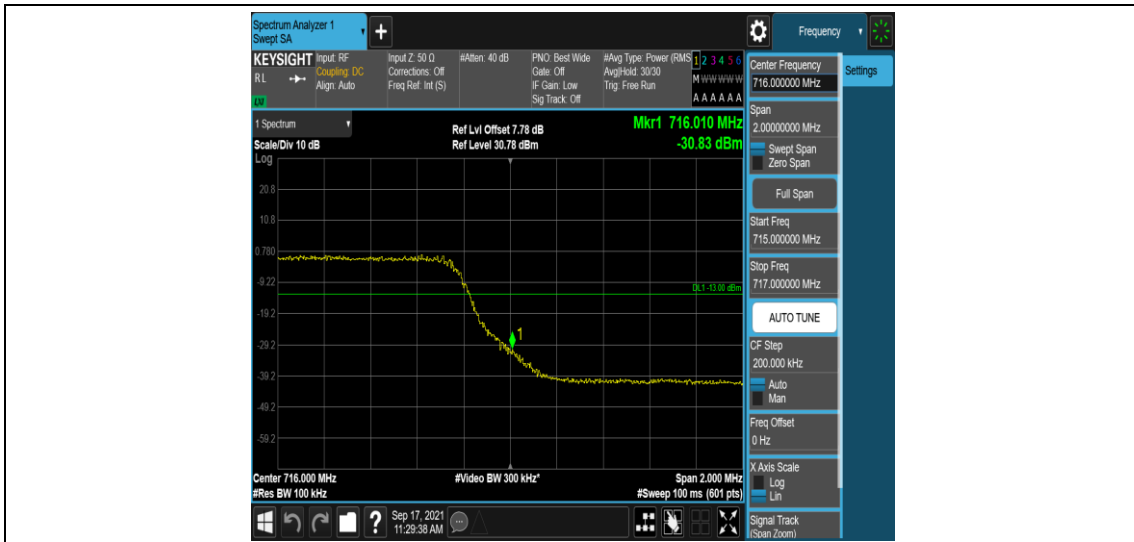 Spectrum Analyzer 1
Swept SA
+
Frequency
KEYSIGHT
RL
LXI
Input: RF
Coupling: DC
Align: Auto
Input Z: 50 Ω
Corrections: Off
Freq Ref: Int (S)
#Atten: 40 dB
PNO: Best Wide
Gate: Off
IF Gain: Low
Sig Track: Off
#Avg Type: Power (RMS
Avg|Hold: 30/30
Trig: Free Run
1 2 3 4 5 6
M W W W W W
A A A A A A
1 Spectrum
Scale/Div 10 dB
Ref Lvl Offset 7.78 dB
Ref Level 30.78 dBm
Mkr1 716.010 MHz
-30.83 dBm
Log
20.8
10.8
0.780
-9.22
-19.2
-29.2
-39.2
-49.2
-59.2
DL1 -13.00 dBm
1
Center 716.000 MHz
#Res BW 100 kHz
#Video BW 300 kHz*
Span 2.000 MHz
#Sweep 100 ms (601 pts)
Sep 17, 2021
11:29:38 AM
?
Center Frequency
716.000000 MHz
Settings
Span
2.00000000 MHz
Swept Span
Zero Span
Full Span
Start Freq
715.000000 MHz
Stop Freq
717.000000 MHz
AUTO TUNE
CF Step
200.000 kHz
Auto
Man
Freq Offset
0 Hz
X Axis Scale
Log
Lin
Signal Track
(Span Zoom)